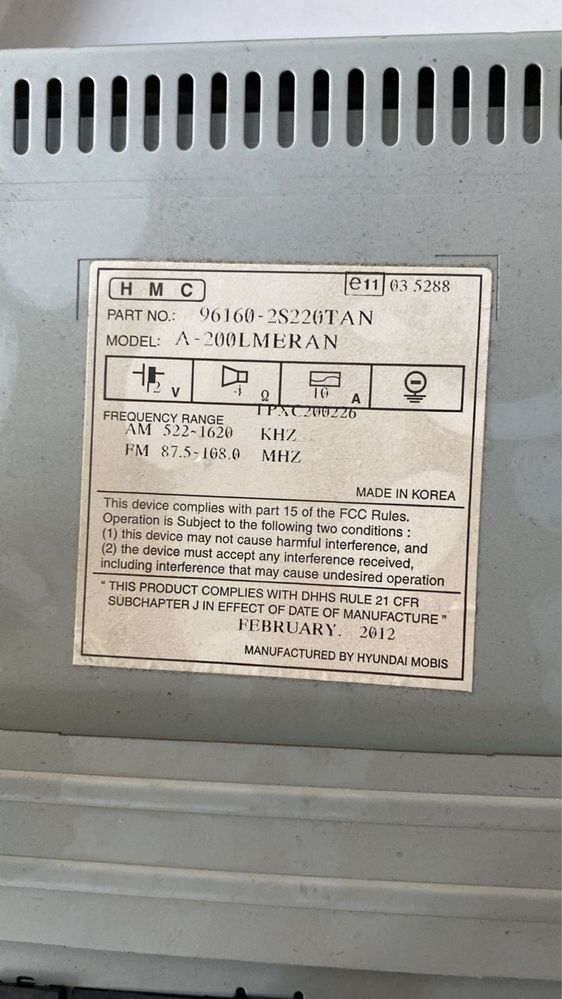 HMC e11 03 5288
PART NO.: 96160-2S220TAN
MODEL: A-200LMERAN
12 V 4 Ω 10 A
TPXC200226
FREQUENCY RANGE
AM 522~1620 KHZ
FM 87.5~108.0 MHZ
MADE IN KOREA
This device complies with part 15 of the FCC Rules.
Operation is Subject to the following two conditions :
(1) this device may not cause harmful interference, and
(2) the device must accept any interference received,
including interference that may cause undesired operation
" THIS PRODUCT COMPLIES WITH DHHS RULE 21 CFR
SUBCHAPTER J IN EFFECT OF DATE OF MANUFACTURE "
FEBRUARY. 2012
MANUFACTURED BY HYUNDAI MOBIS